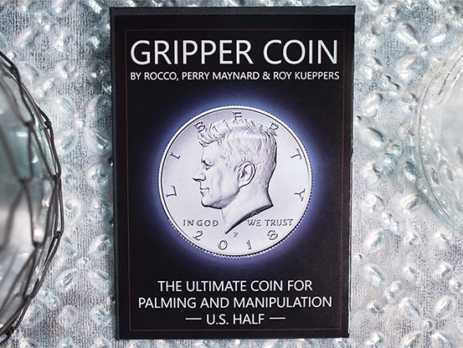 GRIPPER COIN
BY ROCCO, PERRY MAYNARD & ROY KUEPPERS
LIBERTY
IN GOD WE TRUST
P
2018
THE ULTIMATE COIN FOR
PALMING AND MANIPULATION
— U.S. HALF —